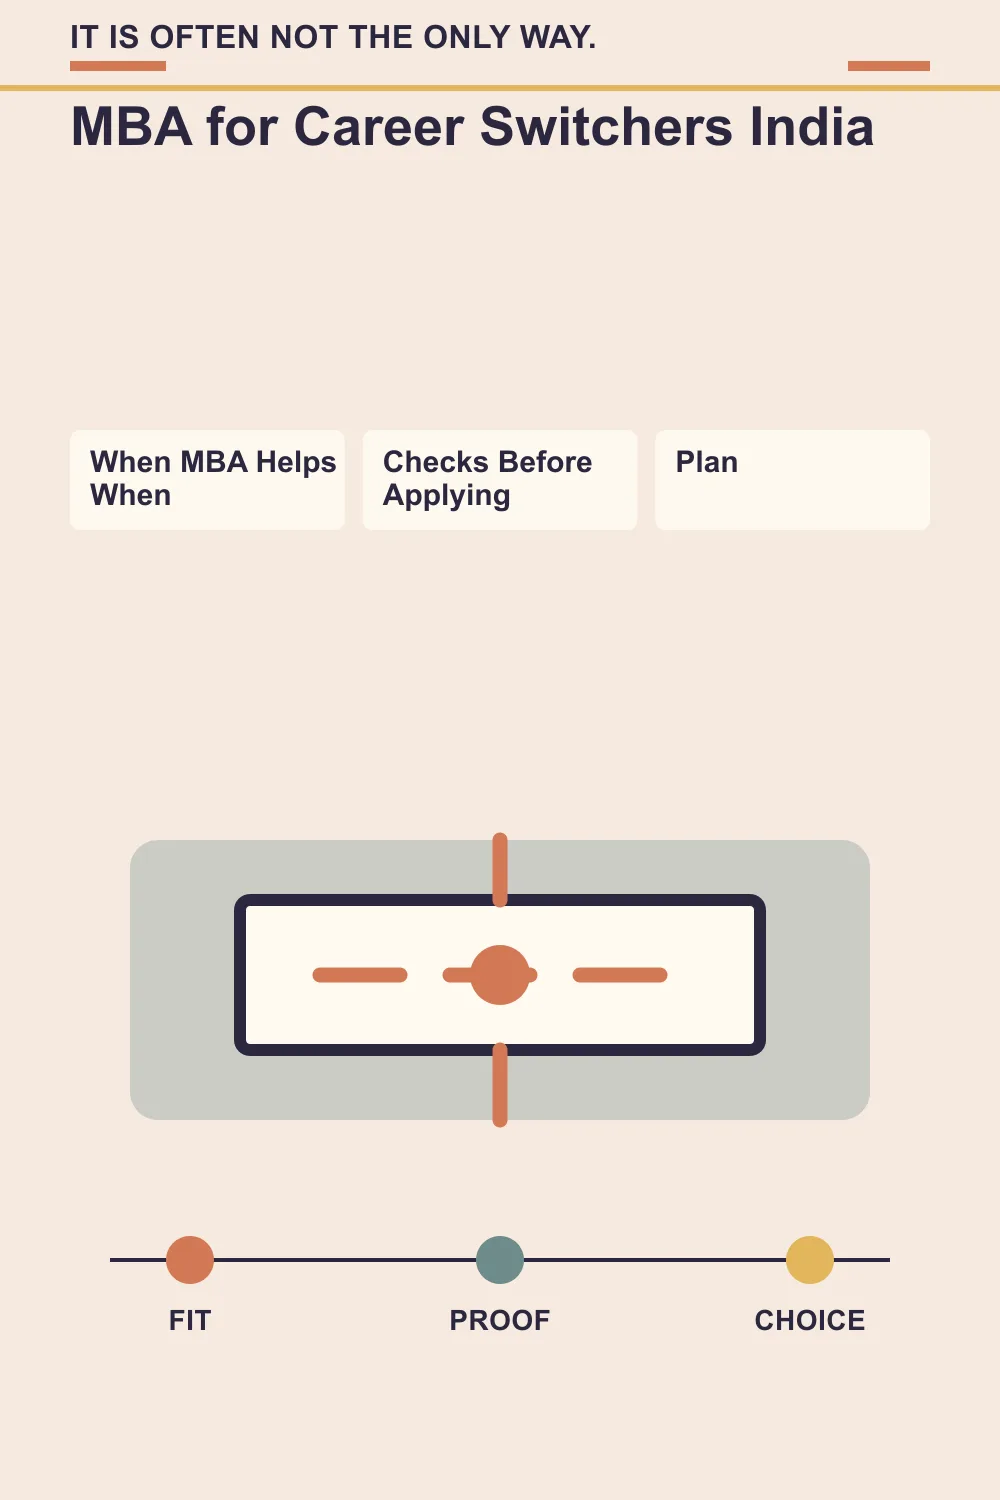 IT IS OFTEN NOT THE ONLY WAY.
MBA for Career Switchers India
When MBA Helps
When
Checks Before
Applying
Plan
FIT
PROOF
CHOICE